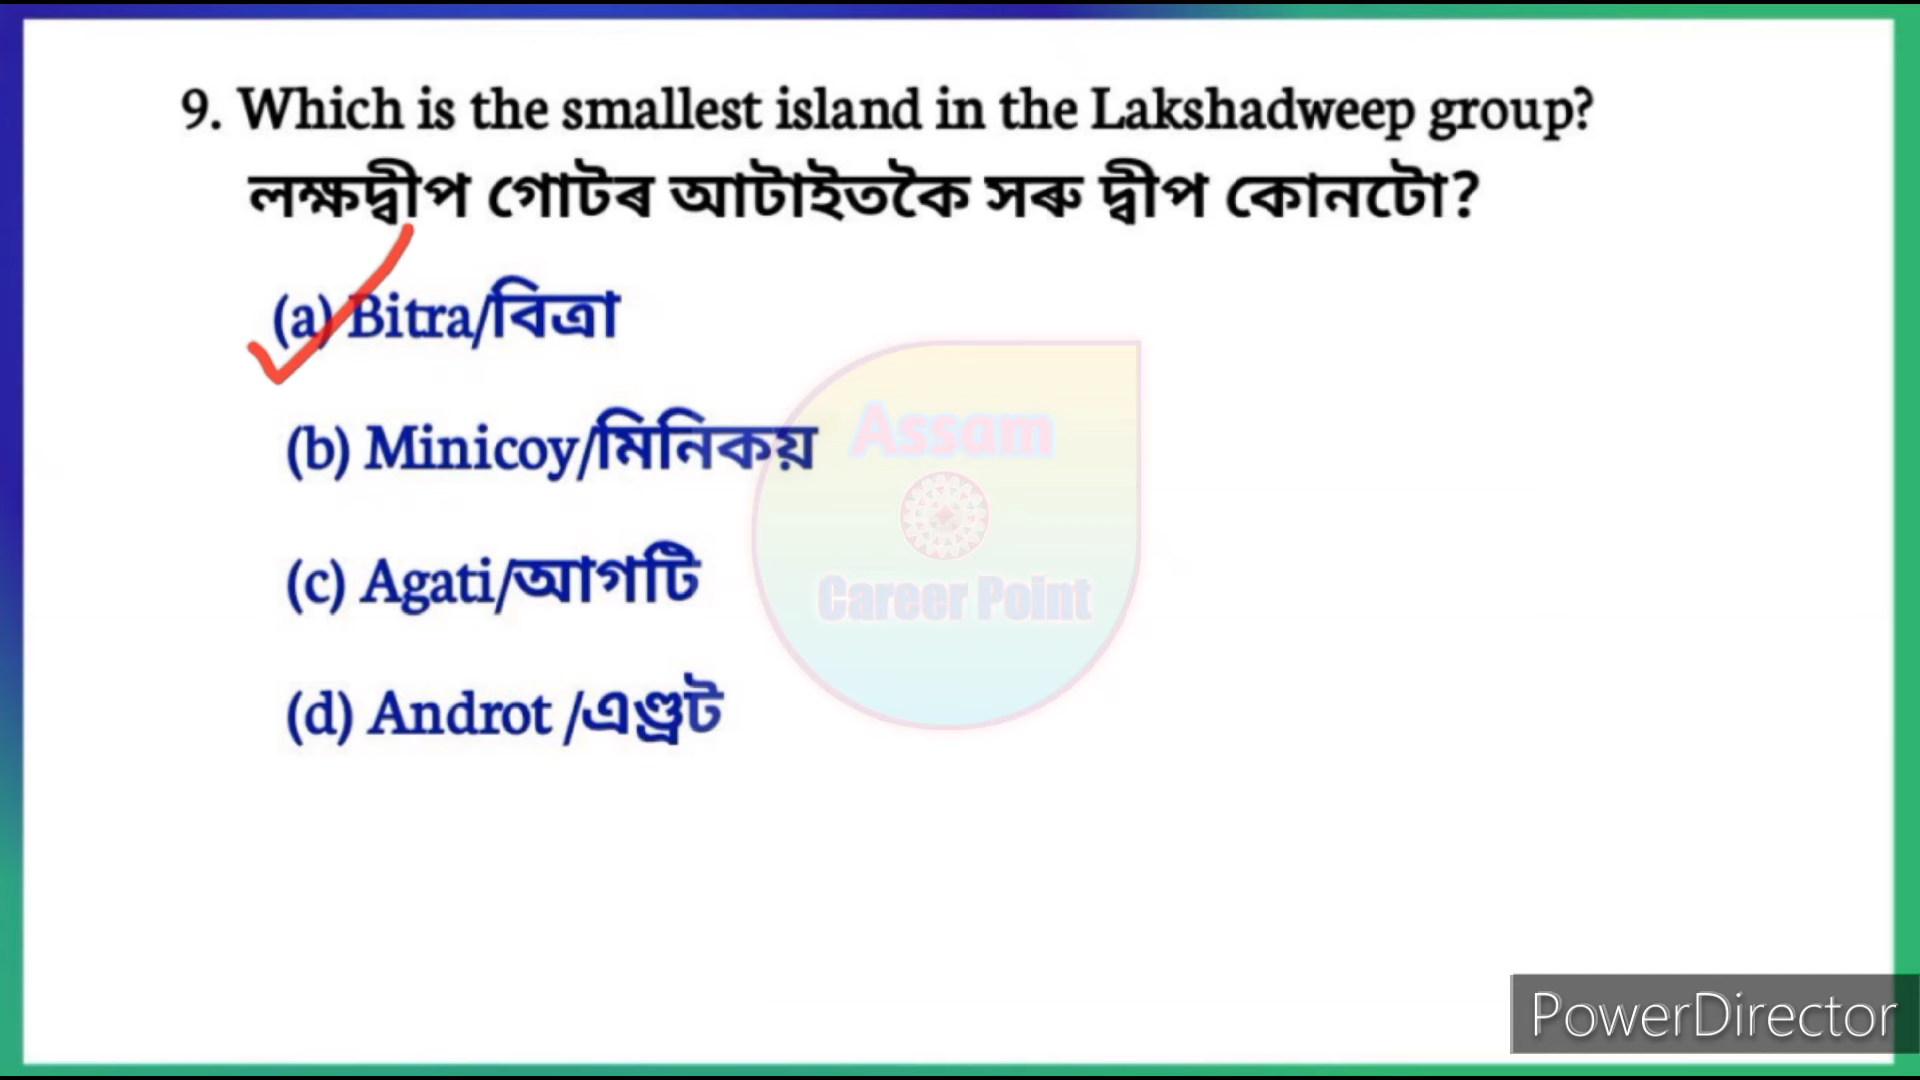 9. Which is the smallest island in the Lakshadweep group?
লক্ষদ্বীপ গোটৰ আটাইতকৈ সৰু দ্বীপ কোনটো?
(a) Bitra/বিত্ৰা
(b) Minicoy/মিনিকয়
(c) Agati/আগটি
(d) Androt /এণ্ড্ৰট
Assam
Career Point
PowerDirector